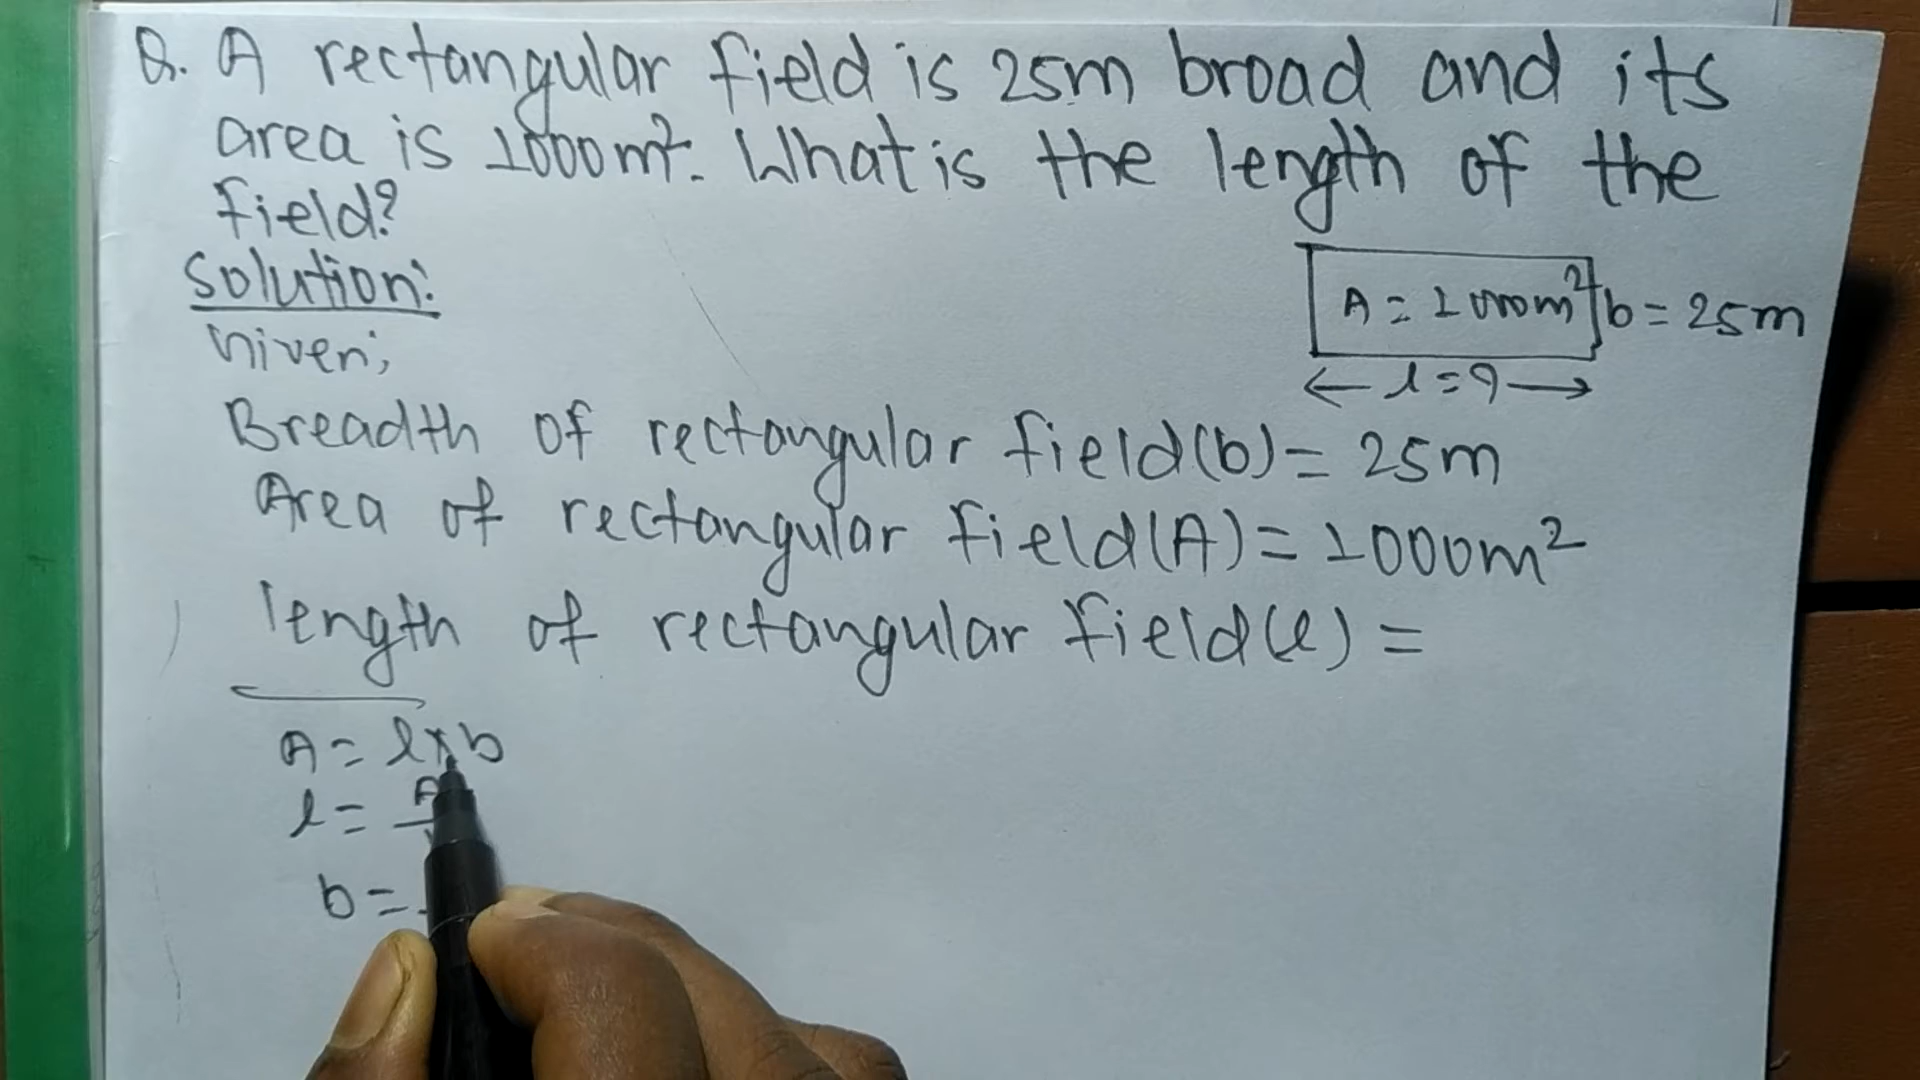 Q. A rectangular field is 25m broad and its
area is 1000m². What is the length of the
field?
Solution:
Given;
A = 1000m² b = 25m
← l = ? →
Breadth of rectangular field(b) = 25m
Area of rectangular field(A) = 1000m²
length of rectangular field(l) =
A = l×b
l = A
b =